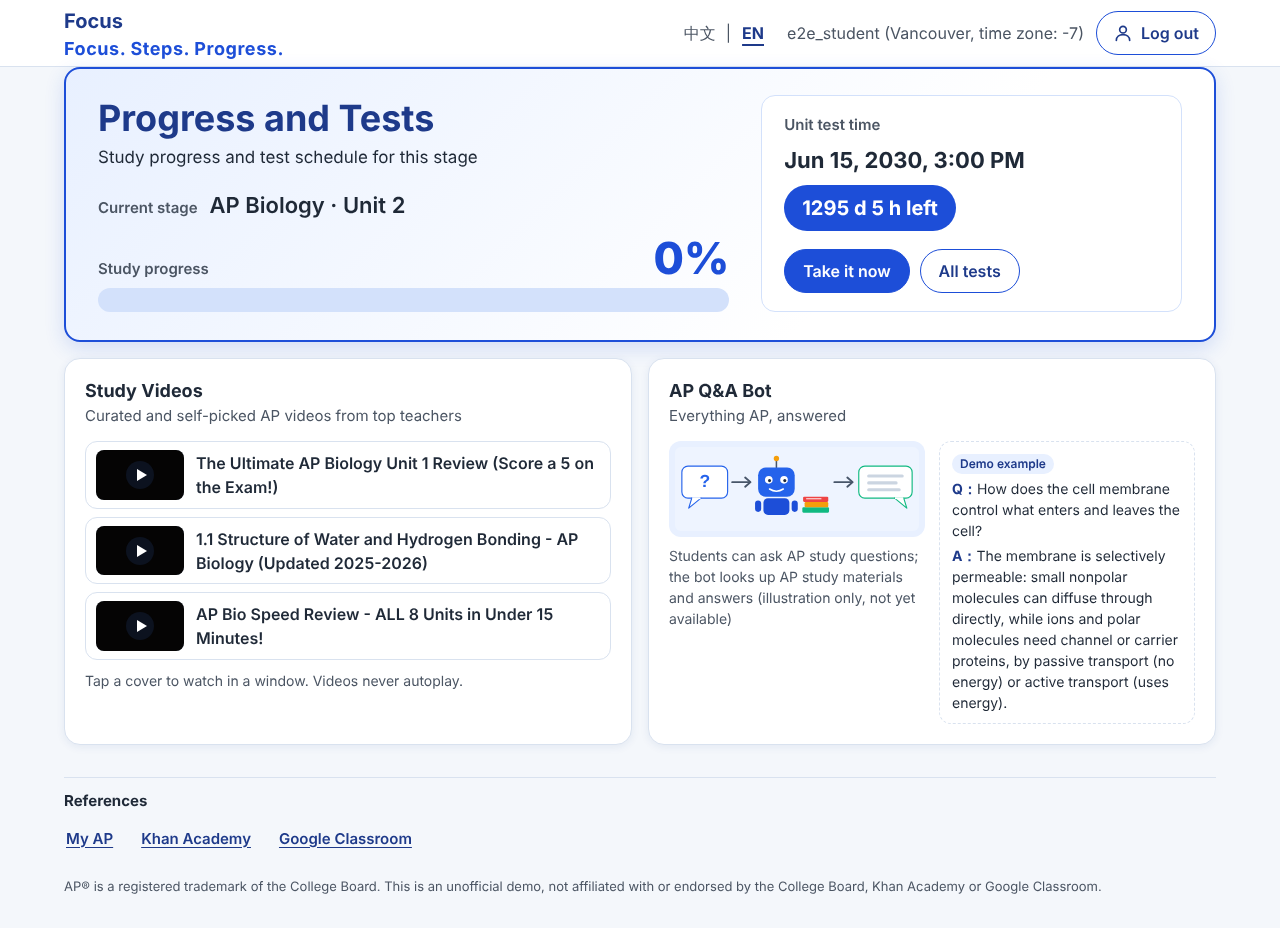 Focus
Focus. Steps. Progress.
中文 | EN e2e_student (Vancouver, time zone: -7) Log out
Progress and Tests
Study progress and test schedule for this stage
Current stage AP Biology · Unit 2
Study progress 0%
Unit test time
Jun 15, 2030, 3:00 PM
1295 d 5 h left
Take it now All tests
Study Videos
Curated and self-picked AP videos from top teachers
The Ultimate AP Biology Unit 1 Review (Score a 5 on
the Exam!)
1.1 Structure of Water and Hydrogen Bonding - AP
Biology (Updated 2025-2026)
AP Bio Speed Review - ALL 8 Units in Under 15
Minutes!
Tap a cover to watch in a window. Videos never autoplay.
AP Q&A Bot
Everything AP, answered
?
Students can ask AP study questions;
the bot looks up AP study materials
and answers (illustration only, not yet
available)
Demo example
Q：How does the cell membrane
control what enters and leaves the
cell?
A：The membrane is selectively
permeable: small nonpolar
molecules can diffuse through
directly, while ions and polar
molecules need channel or carrier
proteins, by passive transport (no
energy) or active transport (uses
energy).
References
My AP Khan Academy Google Classroom
AP® is a registered trademark of the College Board. This is an unofficial demo, not affiliated with or endorsed by the College Board, Khan Academy or Google Classroom.